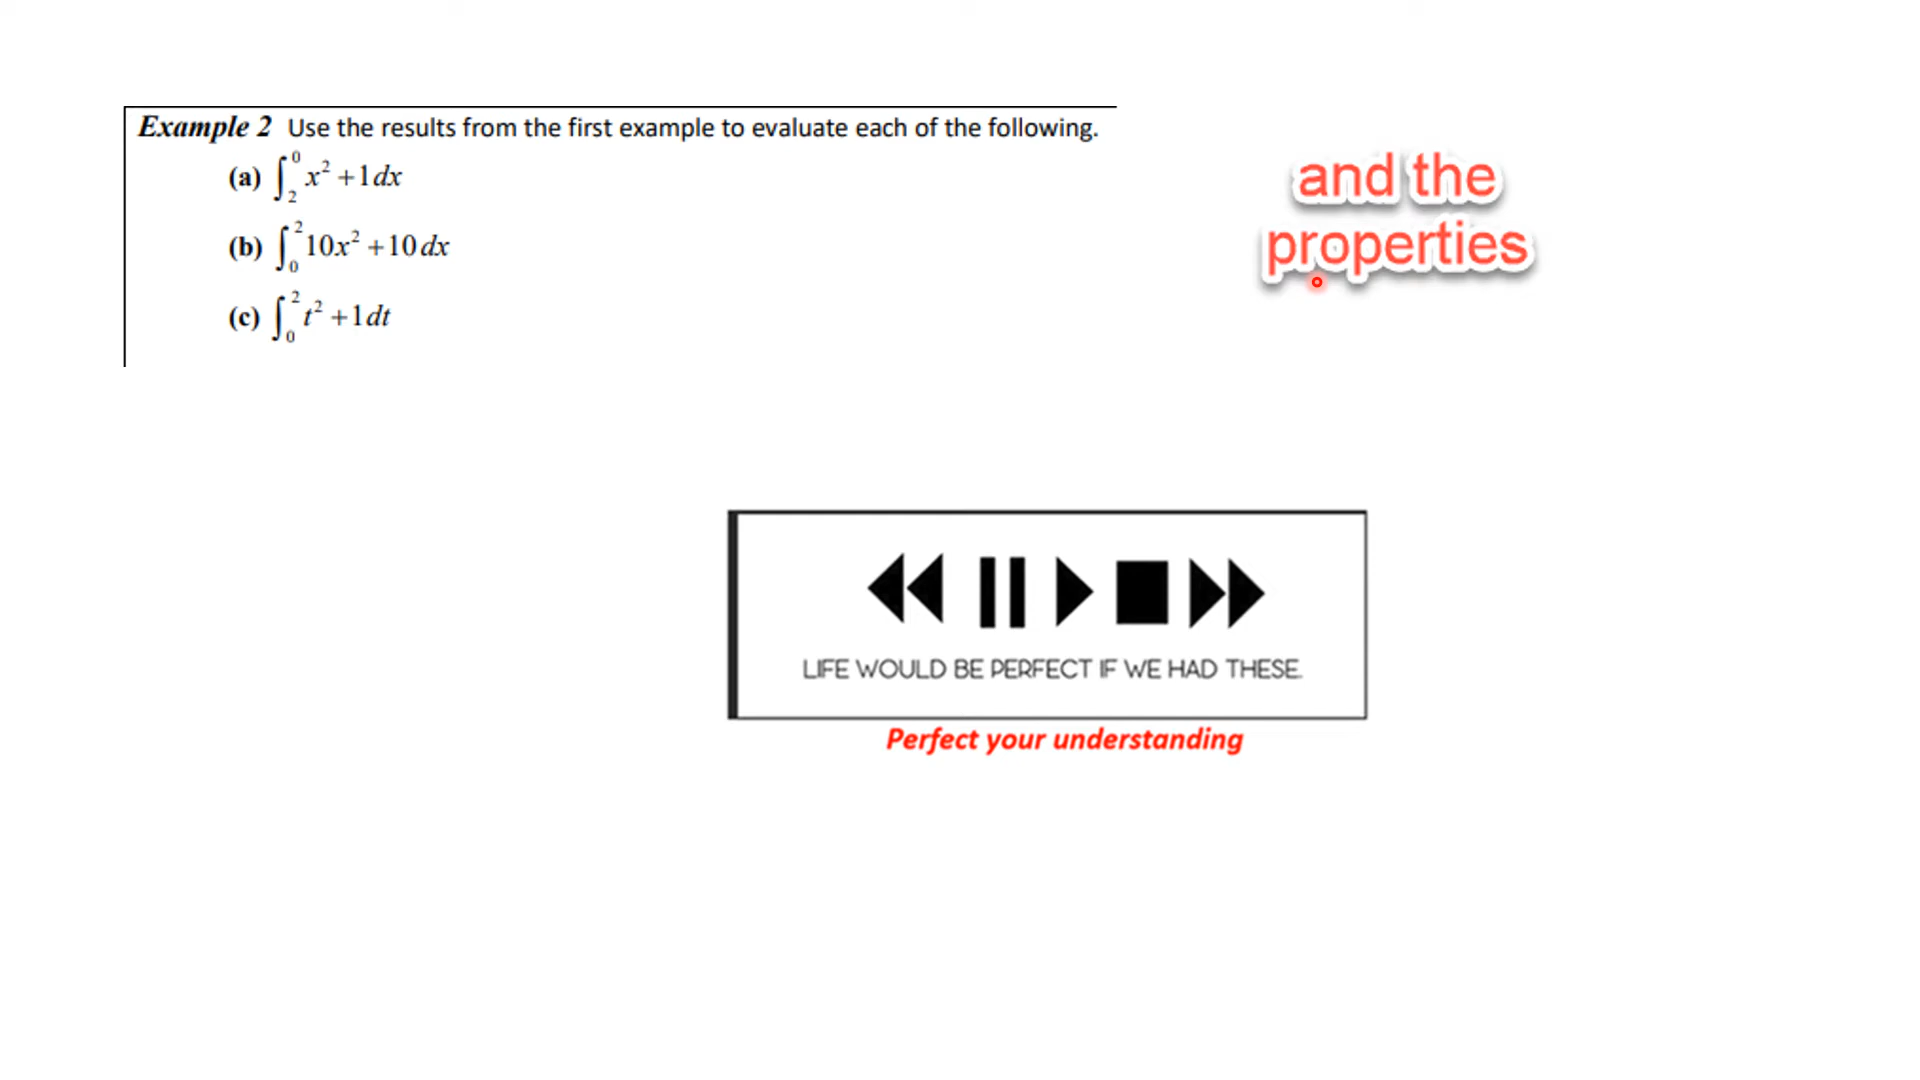 Example 2 Use the results from the first example to evaluate each of the following.
(a) ∫₂⁰ x² + 1 dx
(b) ∫₀² 10x² + 10 dx
(c) ∫₀² t² + 1 dt
and the
properties
LIFE WOULD BE PERFECT IF WE HAD THESE.
Perfect your understanding